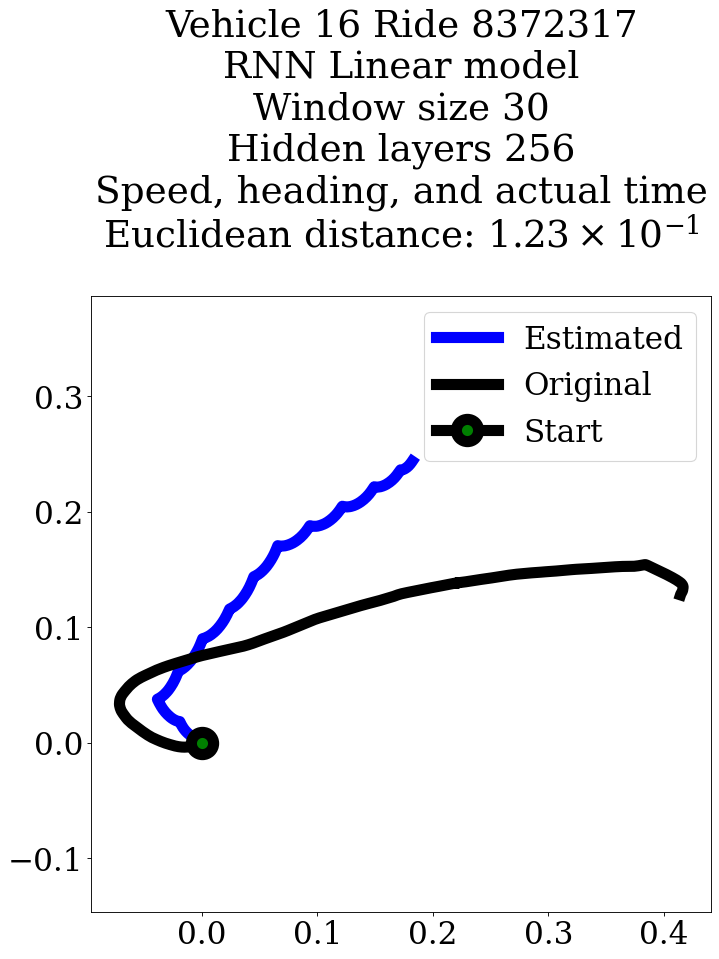 Vehicle 16 Ride 8372317
RNN Linear model
Window size 30
Hidden layers 256
Speed, heading, and actual time
Euclidean distance: 1.23 × 10⁻¹
Estimated
Original
Start
0.3
0.2
0.1
0.0
−0.1
0.0 0.1 0.2 0.3 0.4